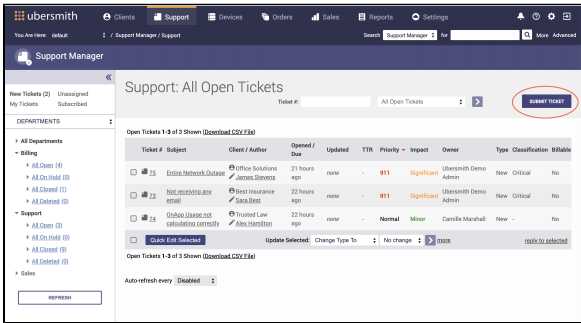 ubersmith Clients Support Devices Orders Sales Reports Settings
You Are Here: default / Support Manager / Support Search Support Manager for More Advanced
Support Manager
«
New Tickets (2) Unassigned
My Tickets Subscribed
DEPARTMENTS
All Departments
Billing
All Open (4)
All On Hold (0)
All Closed (1)
All Deleted (0)
Support
All Open (3)
All On Hold (0)
All Closed (9)
All Deleted (0)
Sales
REFRESH
Support: All Open Tickets
Ticket #: All Open Tickets SUBMIT TICKET
Open Tickets 1-3 of 3 Shown (Download CSV File)
Ticket # Subject Client / Author Opened / Due Updated TTR Priority Impact Owner Type Classification Billable
75 Entire Network Outage Office Solutions 21 hours none - 911 Significant Ubersmith Demo New Critical No
James Stevens ago Admin
73 Not receiving any Best Insurance 22 hours none - 911 Significant Ubersmith Demo New Critical No
email Sara Best ago Admin
74 OnApp Usage not Trusted Law 22 hours none - Normal Minor Camille Marshall New - No
calculating correctly Alex Hamilton ago
Quick Edit Selected Update Selected: Change Type To No change more reply to selected
Open Tickets 1-3 of 3 Shown (Download CSV File)
Auto-refresh every Disabled